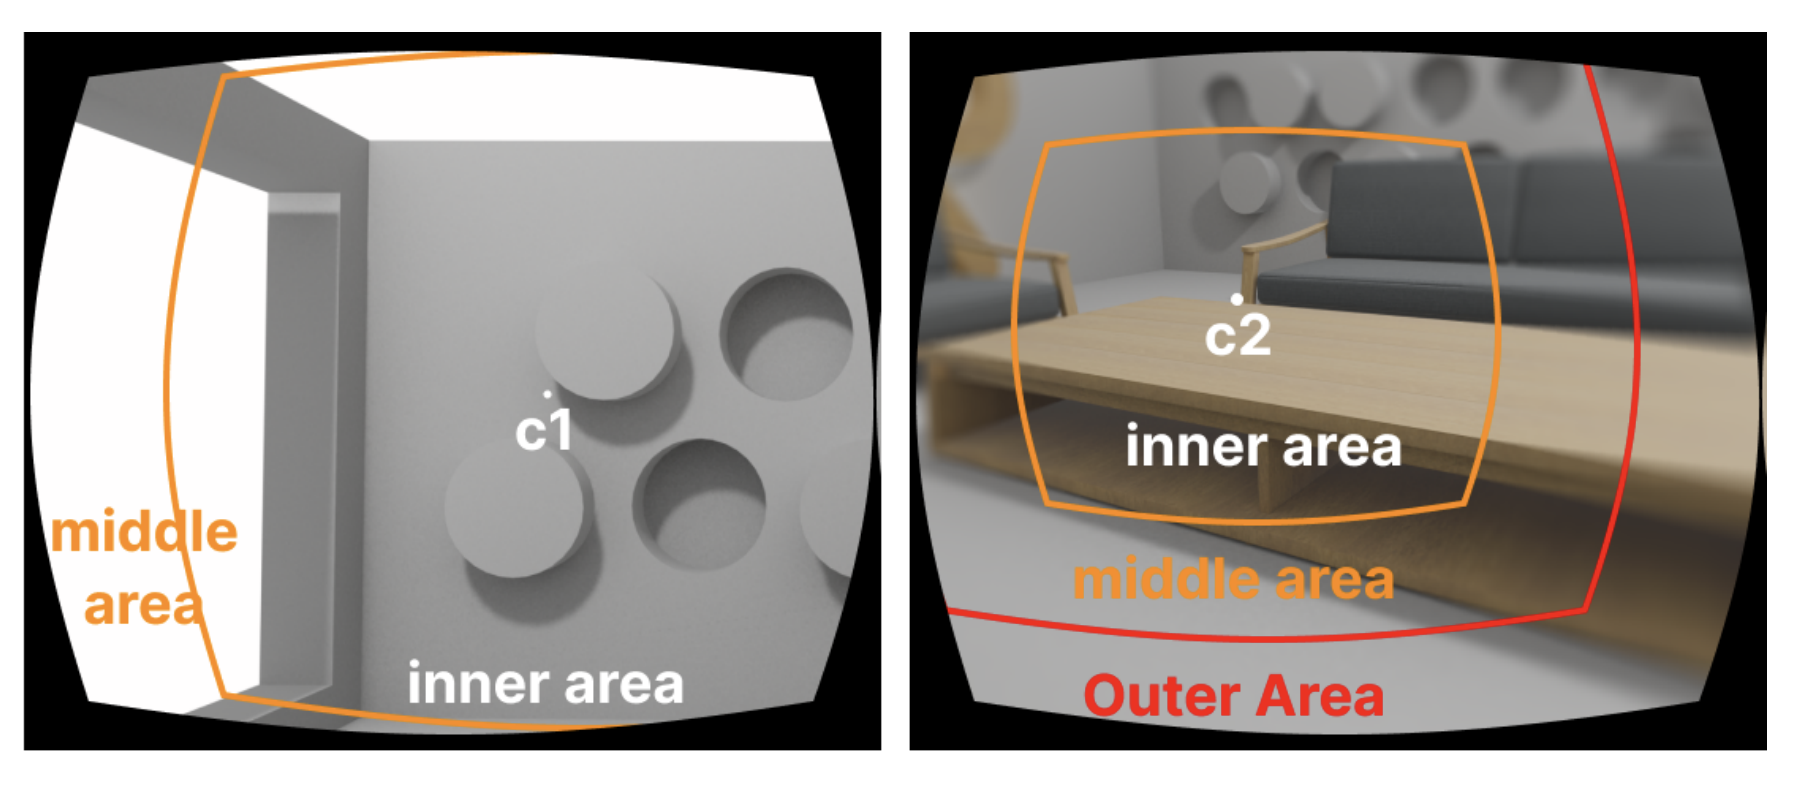 c1
middle
area
inner area
c2
inner area
middle area
Outer Area